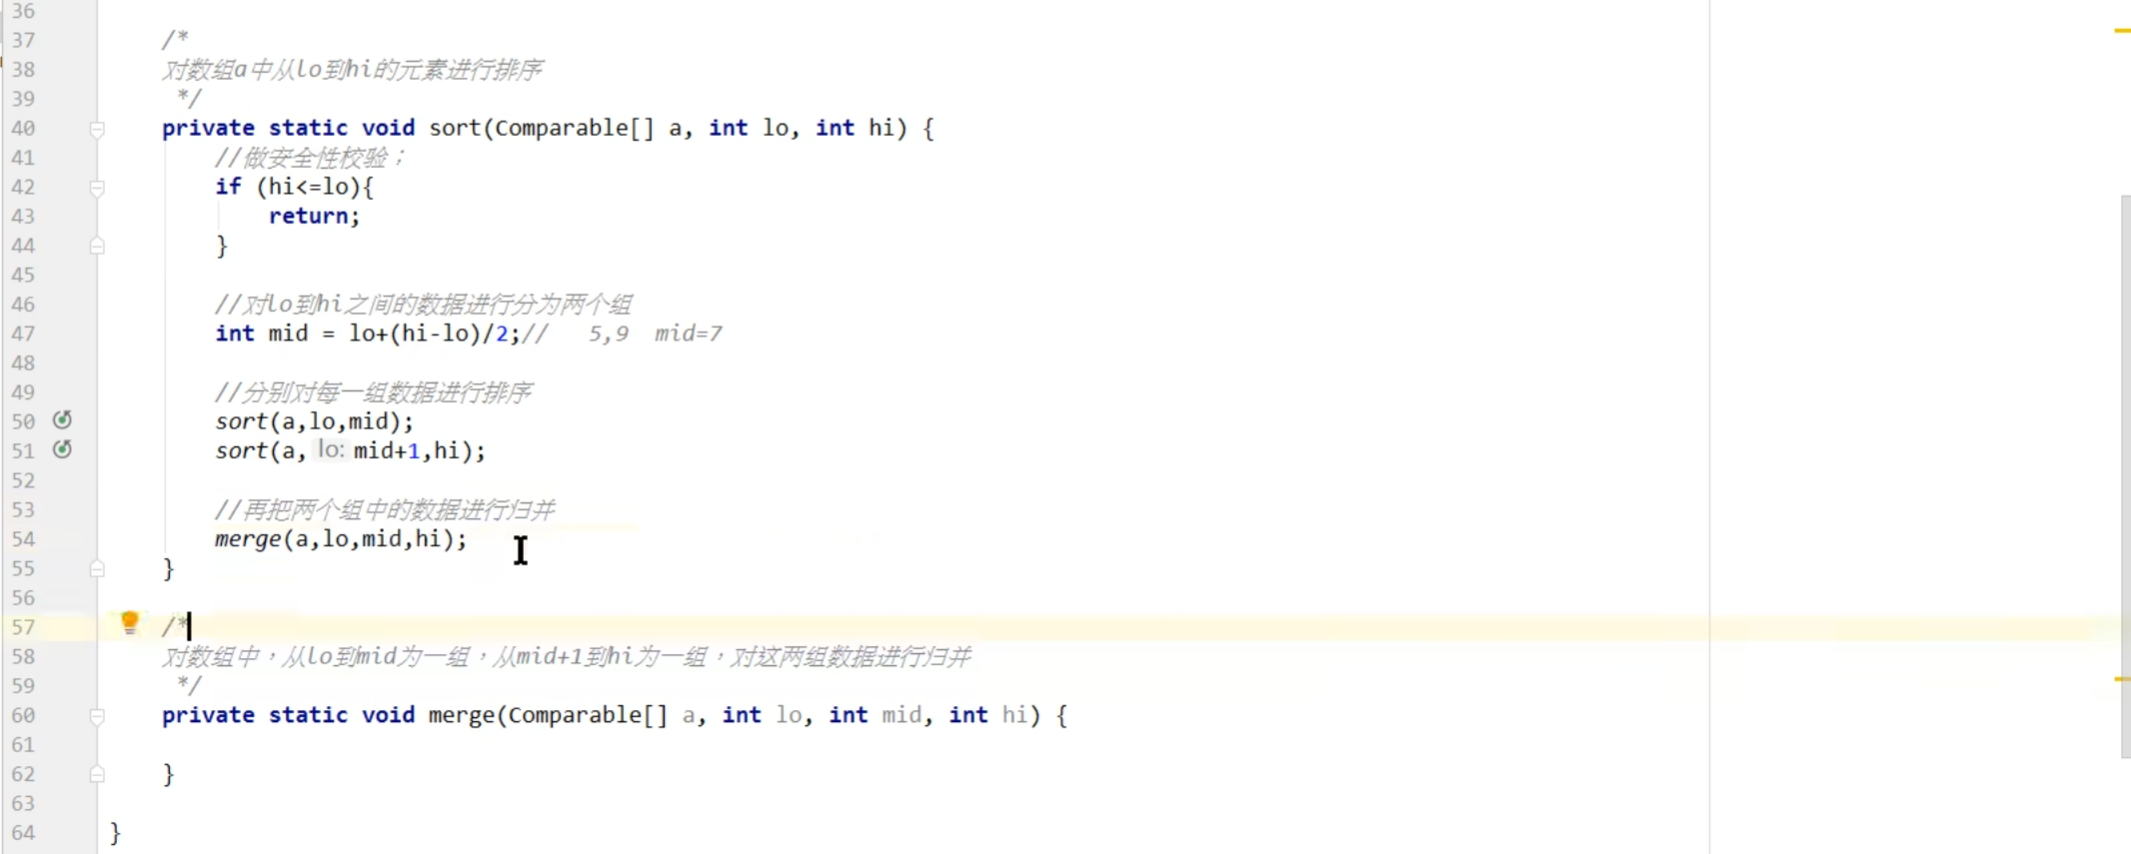 36
37 /*
38 对数组a中从lo到hi的元素进行排序
39 */
40 private static void sort(Comparable[] a, int lo, int hi) {
41 //做安全性校验；
42 if (hi<=lo){
43 return;
44 }
45
46 //对lo到hi之间的数据进行分为两个组
47 int mid = lo+(hi-lo)/2;// 5,9 mid=7
48
49 //分别对每一组数据进行排序
50 sort(a,lo,mid);
51 sort(a, lo: mid+1,hi);
52
53 //再把两个组中的数据进行归并
54 merge(a,lo,mid,hi);
55 }
56
57 /*
58 对数组中，从lo到mid为一组，从mid+1到hi为一组，对这两组数据进行归并
59 */
60 private static void merge(Comparable[] a, int lo, int mid, int hi) {
61
62 }
63
64 }